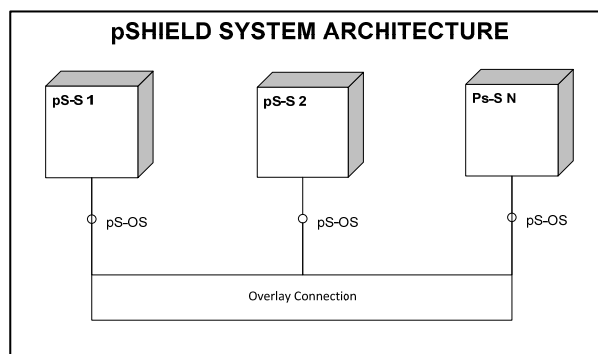 pSHIELD SYSTEM ARCHITECTURE
pS-S 1
pS-S 2
Ps-S N
pS-OS
pS-OS
pS-OS
Overlay Connection